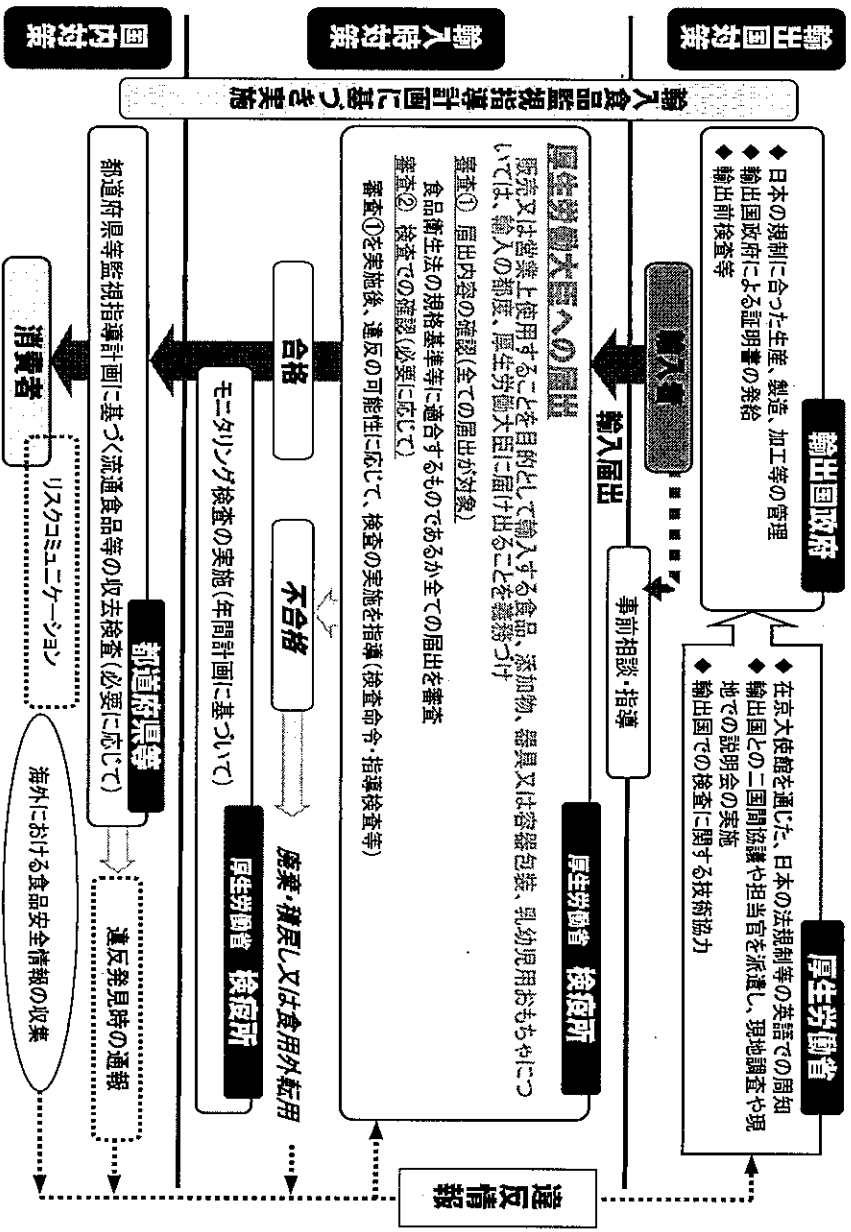 輸出国対策
輸入時対策
国内対策
輸入食品監視指導計画に基づき実施
輸出国政府
◆ 日本の規制に合った生産、製造、加工等の管理
◆ 輸出国政府による証明書の発給
◆ 輸出前検査等
厚生労働省
◆ 在京大使館を通じた、日本の法規制等の英語での周知
◆ 輸出国との二国間協議や担当官を派遣し、現地調査や現
地での説明会の実施
◆ 輸出国での検査に関する技術協力
輸入者
事前相談・指導
輸入届出
厚生労働省 検疫所
厚生労働大臣への届出
販売又は営業上使用することを目的として輸入する食品、添加物、器具又は容器包装、乳幼児用おもちゃにつ
いては、輸入の都度、厚生労働大臣に届け出ることを義務づけ
審査① 届出内容の確認(全ての届出が対象)
食品衛生法の規格基準等に適合するものであるか全ての届出を審査
審査② 検査での確認(必要に応じて)
審査①を実施後、違反の可能性に応じて、検査の実施を指導(検査命令・指導検査等)
合格
不合格
廃棄・積戻し又は食用外転用
厚生労働省 検疫所
モニタリング検査の実施(年間計画に基づいて)
都道府県等
都道府県等監視指導計画に基づく流通食品等の収去検査(必要に応じて)
違反発見時の通報
消費者
リスクコミュニケーション
海外における食品安全情報の収集
違反情報